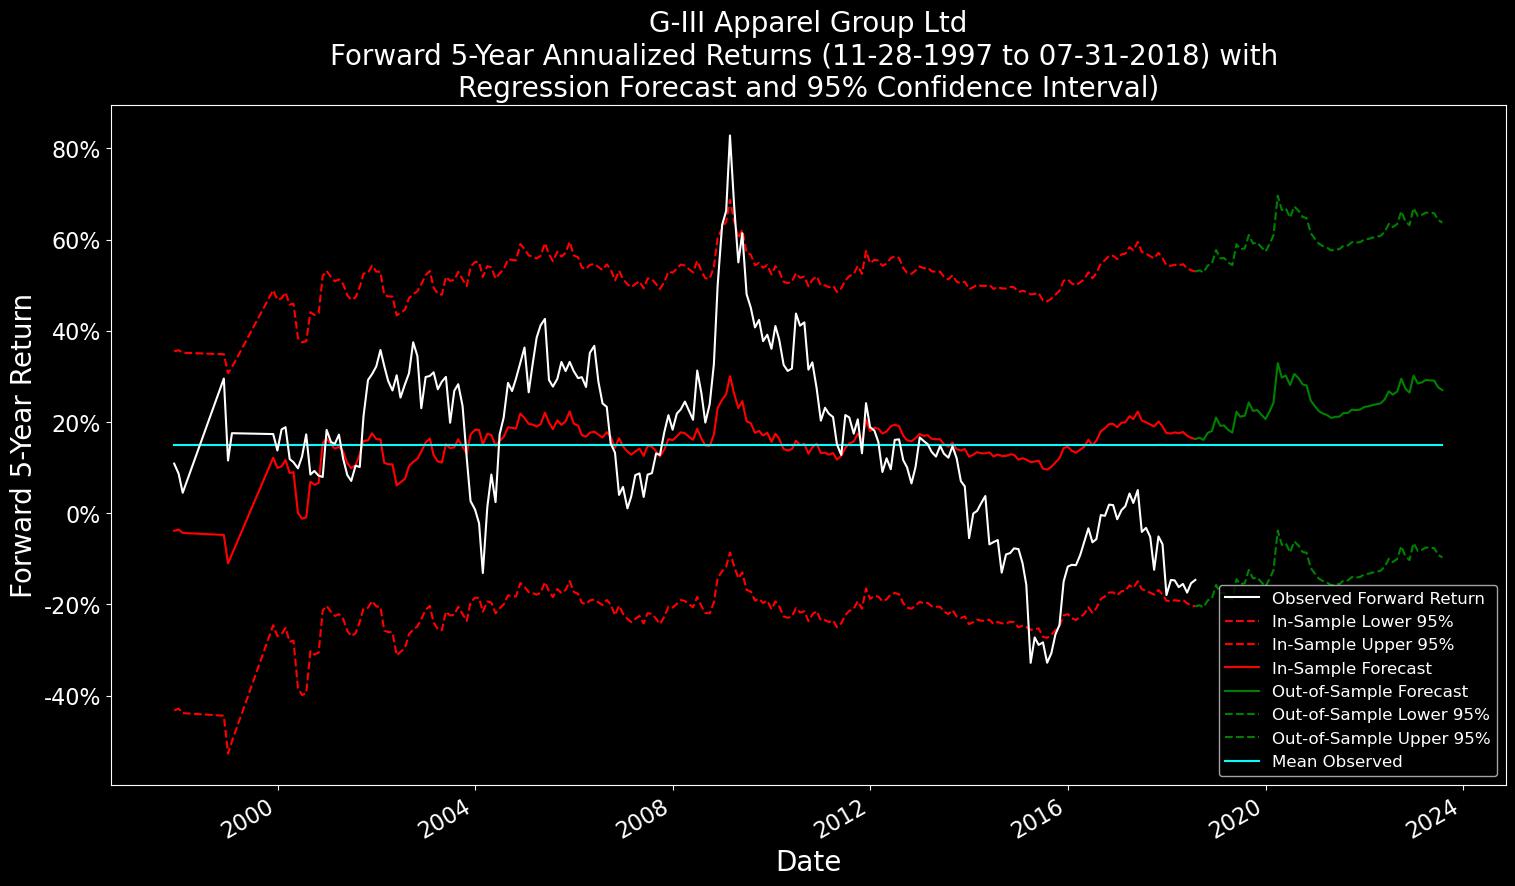 G-III Apparel Group Ltd
Forward 5-Year Annualized Returns (11-28-1997 to 07-31-2018) with
Regression Forecast and 95% Confidence Interval)
Forward 5-Year Return
80%
60%
40%
20%
0%
-20%
-40%
2000
2004
2008
2012
2016
2020
2024
Date
Observed Forward Return
In-Sample Lower 95%
In-Sample Upper 95%
In-Sample Forecast
Out-of-Sample Forecast
Out-of-Sample Lower 95%
Out-of-Sample Upper 95%
Mean Observed